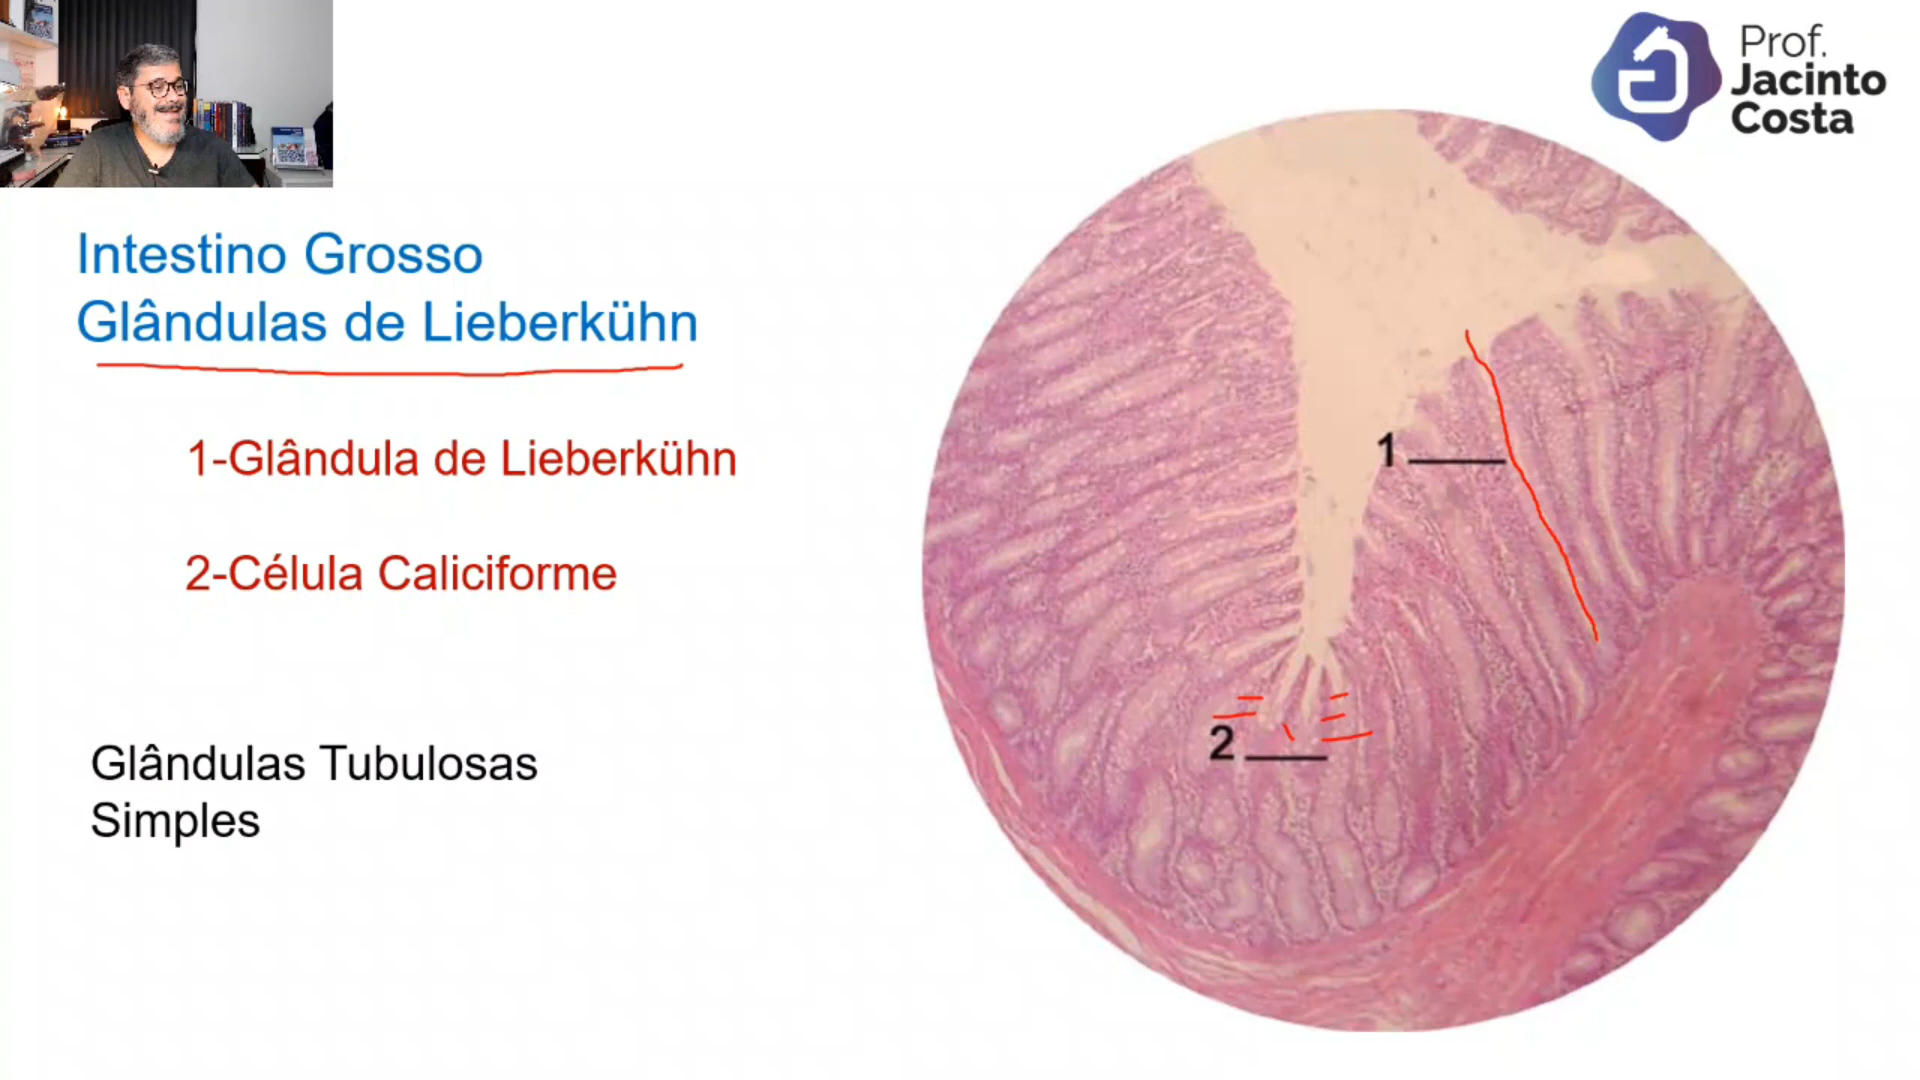 Prof.
Jacinto
Costa
Intestino Grosso
Glândulas de Lieberkühn
1-Glândula de Lieberkühn
2-Célula Caliciforme
Glândulas Tubulosas
Simples
1
2